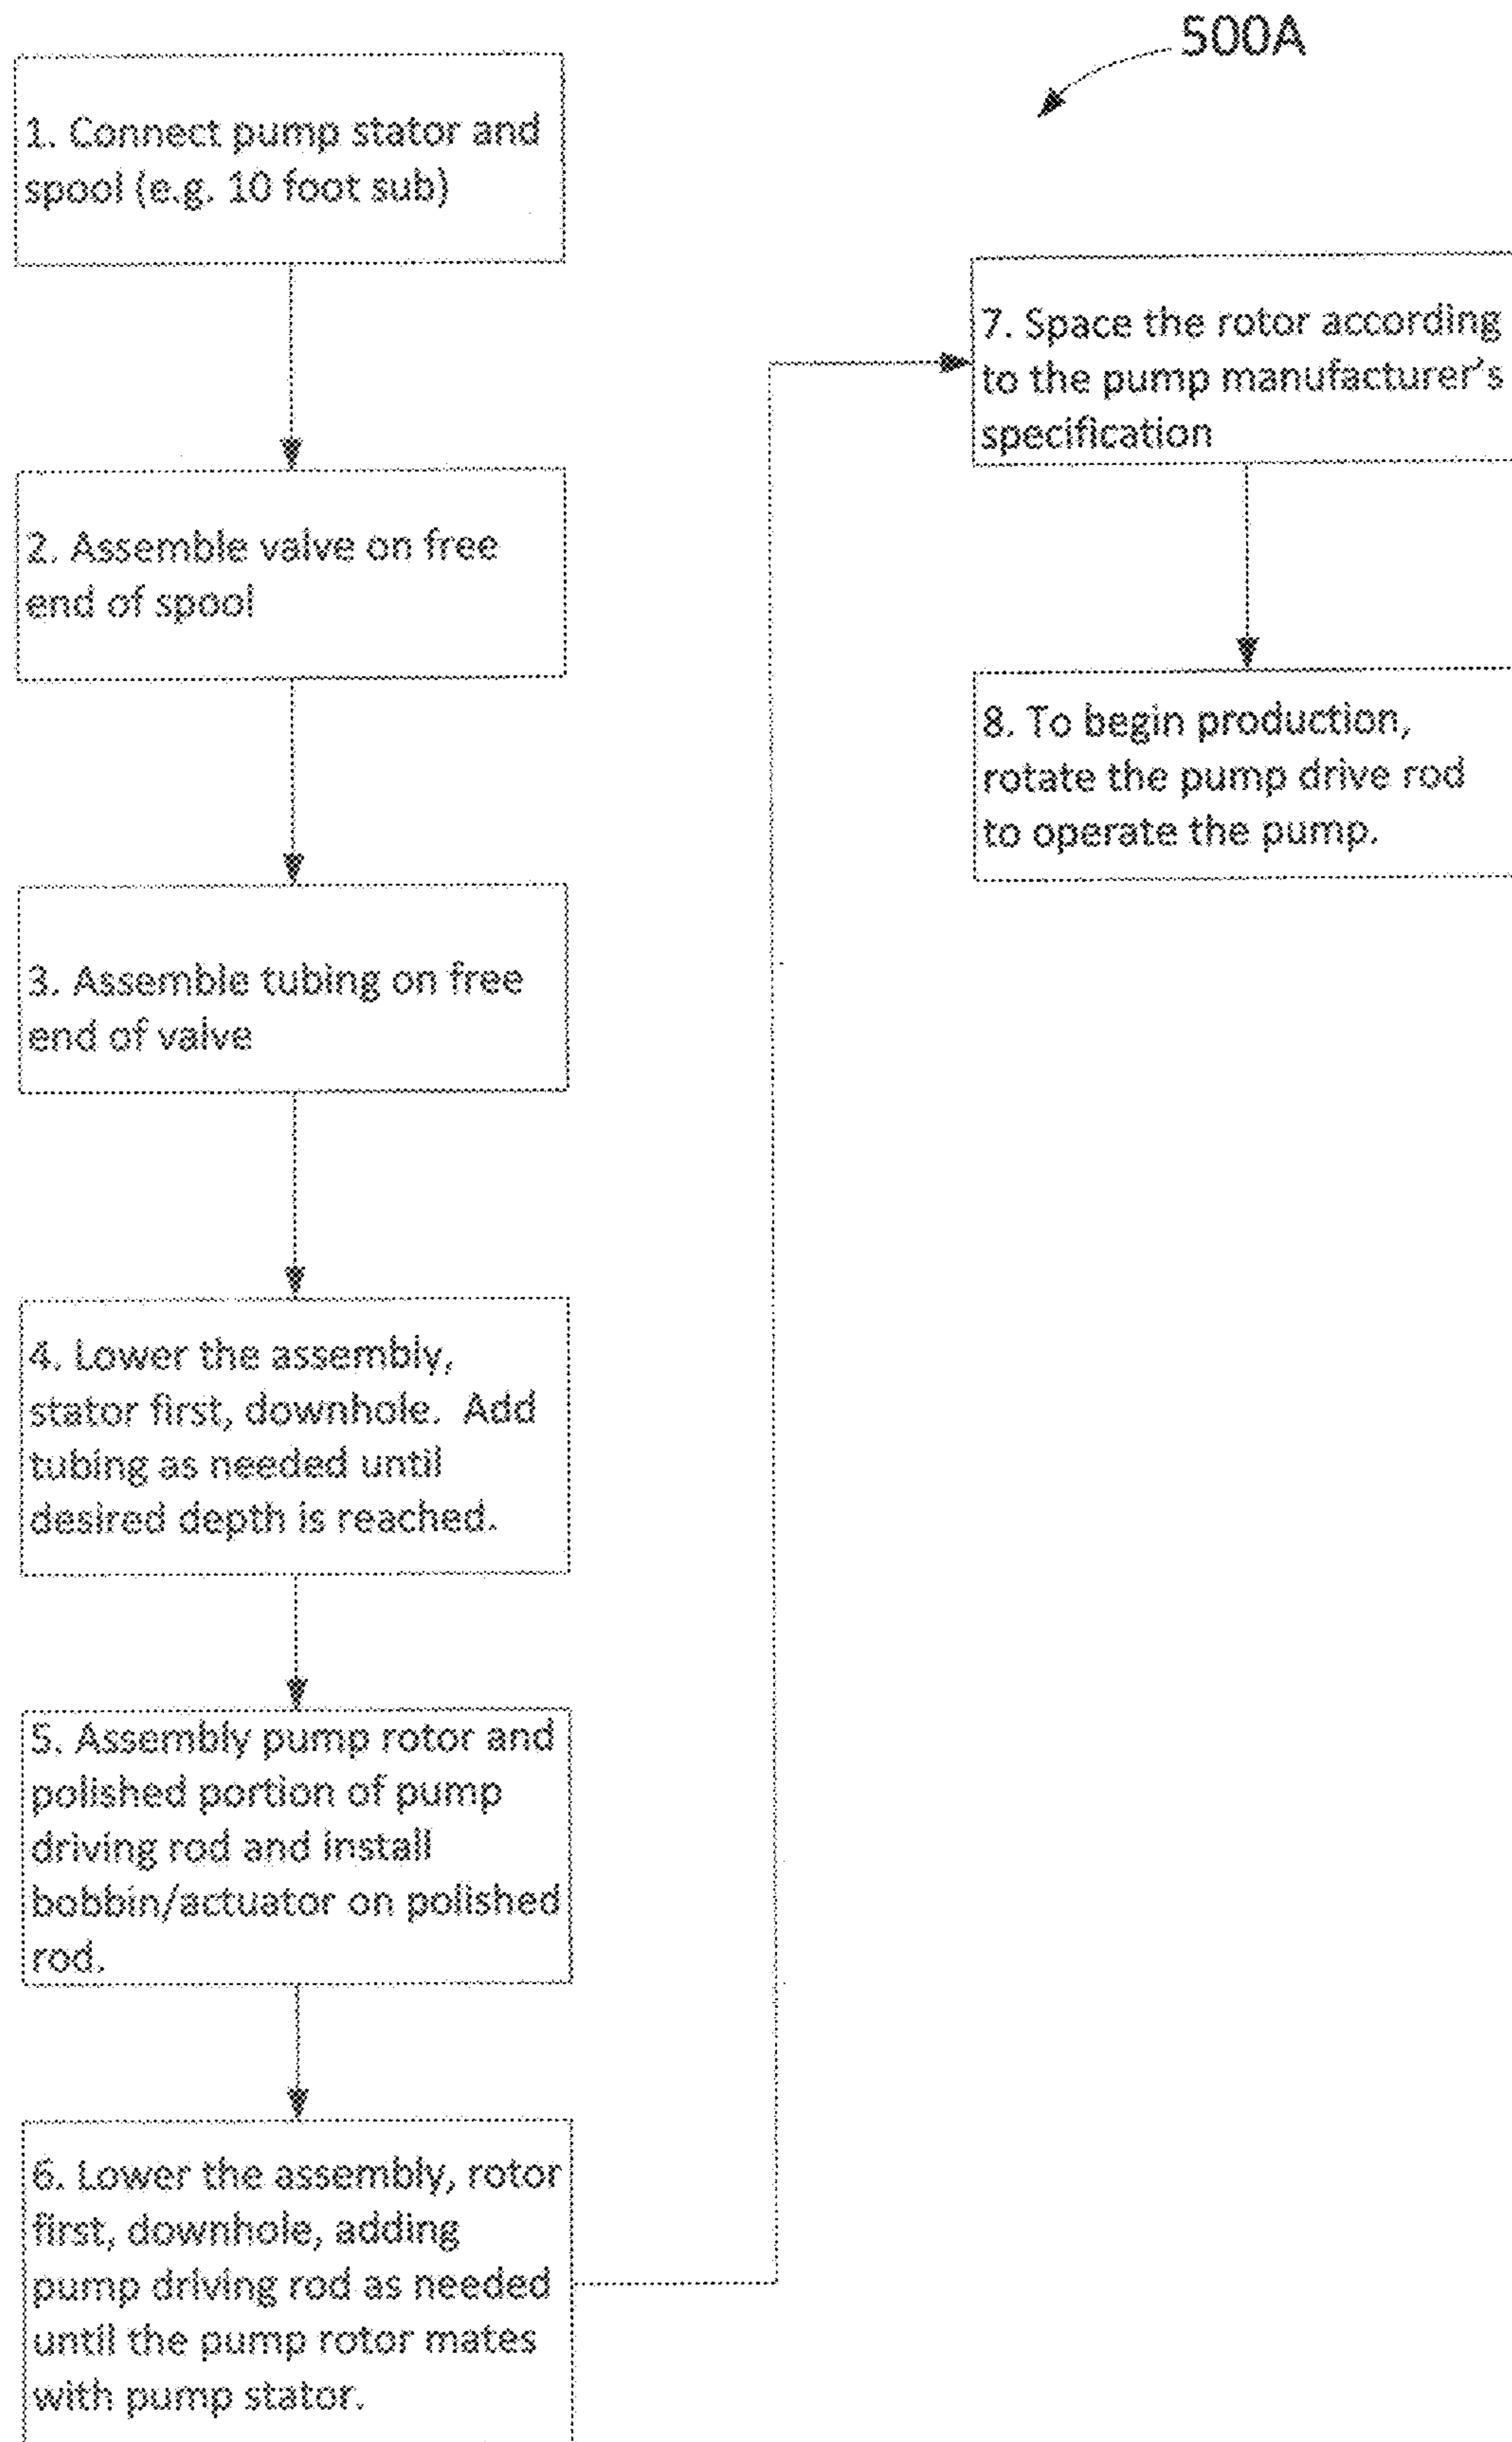 500A
1. Connect pump stator and
spool (e.g. 10 foot sub)
2. Assemble valve on free
end of spool
3. Assemble tubing on free
end of valve
4. Lower the assembly,
stator first, downhole.  Add
tubing as needed until
desired depth is reached.
5. Assembly pump rotor and
polished portion of pump
driving rod and install
bobbin/actuator on polished
rod.
6. Lower the assembly, rotor
first, downhole, adding
pump driving rod as needed
until the pump rotor mates
with pump stator.
7. Space the rotor according
to the pump manufacturer's
specification
8. To begin production,
rotate the pump drive rod
to operate the pump.